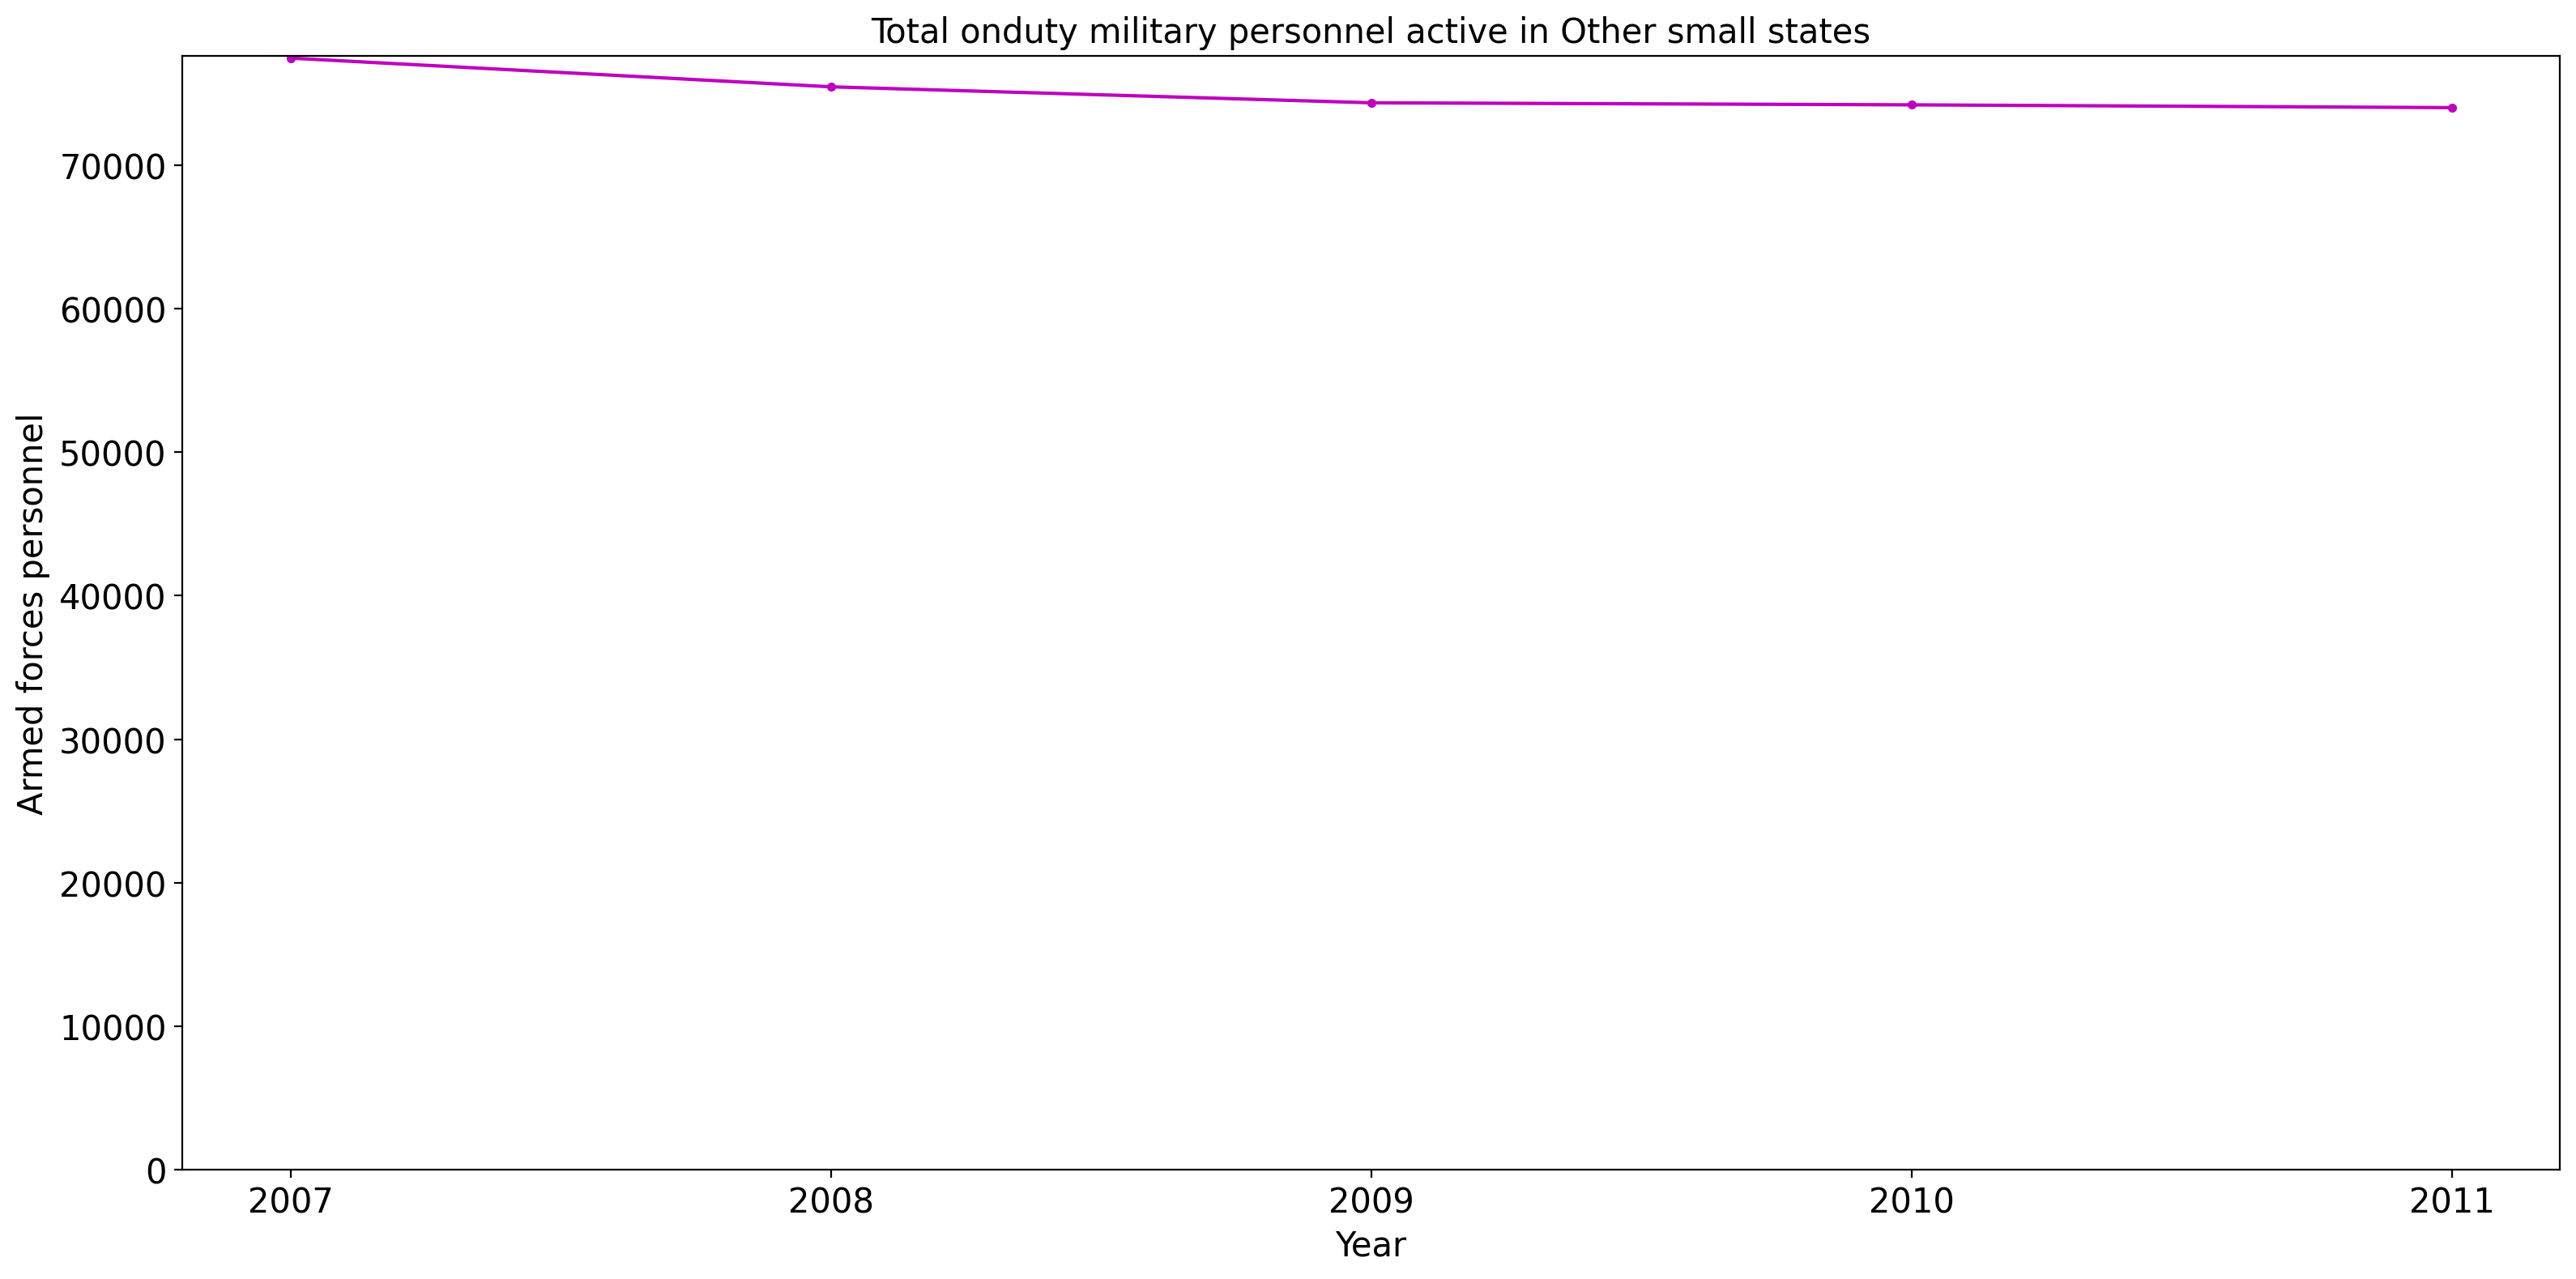 Total onduty military personnel active in Other small states
Armed forces personnel
70000
60000
50000
40000
30000
20000
10000
0
2007 2008 2009 2010 2011
Year